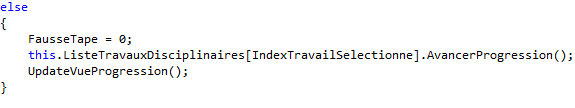 else
{
FausseTape = 0;
this.ListeTravauxDisciplinaires[IndexTravailSelectionne].AvancerProgression();
UpdateVueProgression();
}